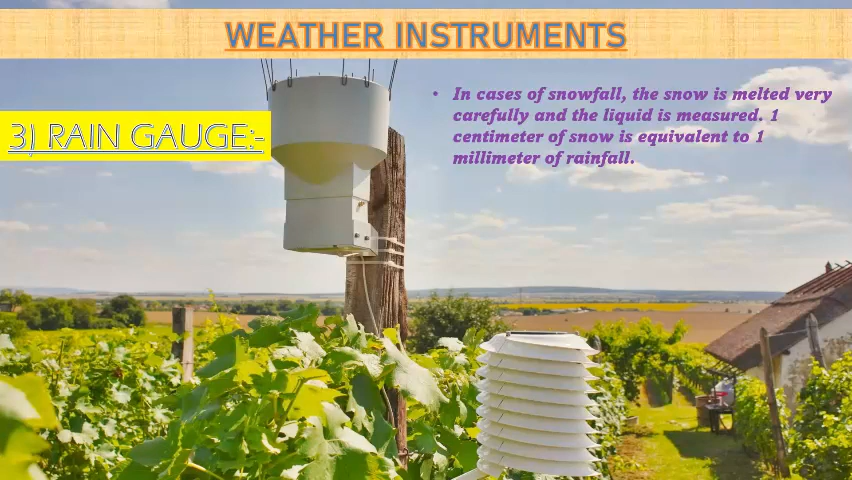 WEATHER INSTRUMENTS
3) RAIN GAUGE:-
• In cases of snowfall, the snow is melted very
carefully and the liquid is measured. 1
centimeter of snow is equivalent to 1
millimeter of rainfall.